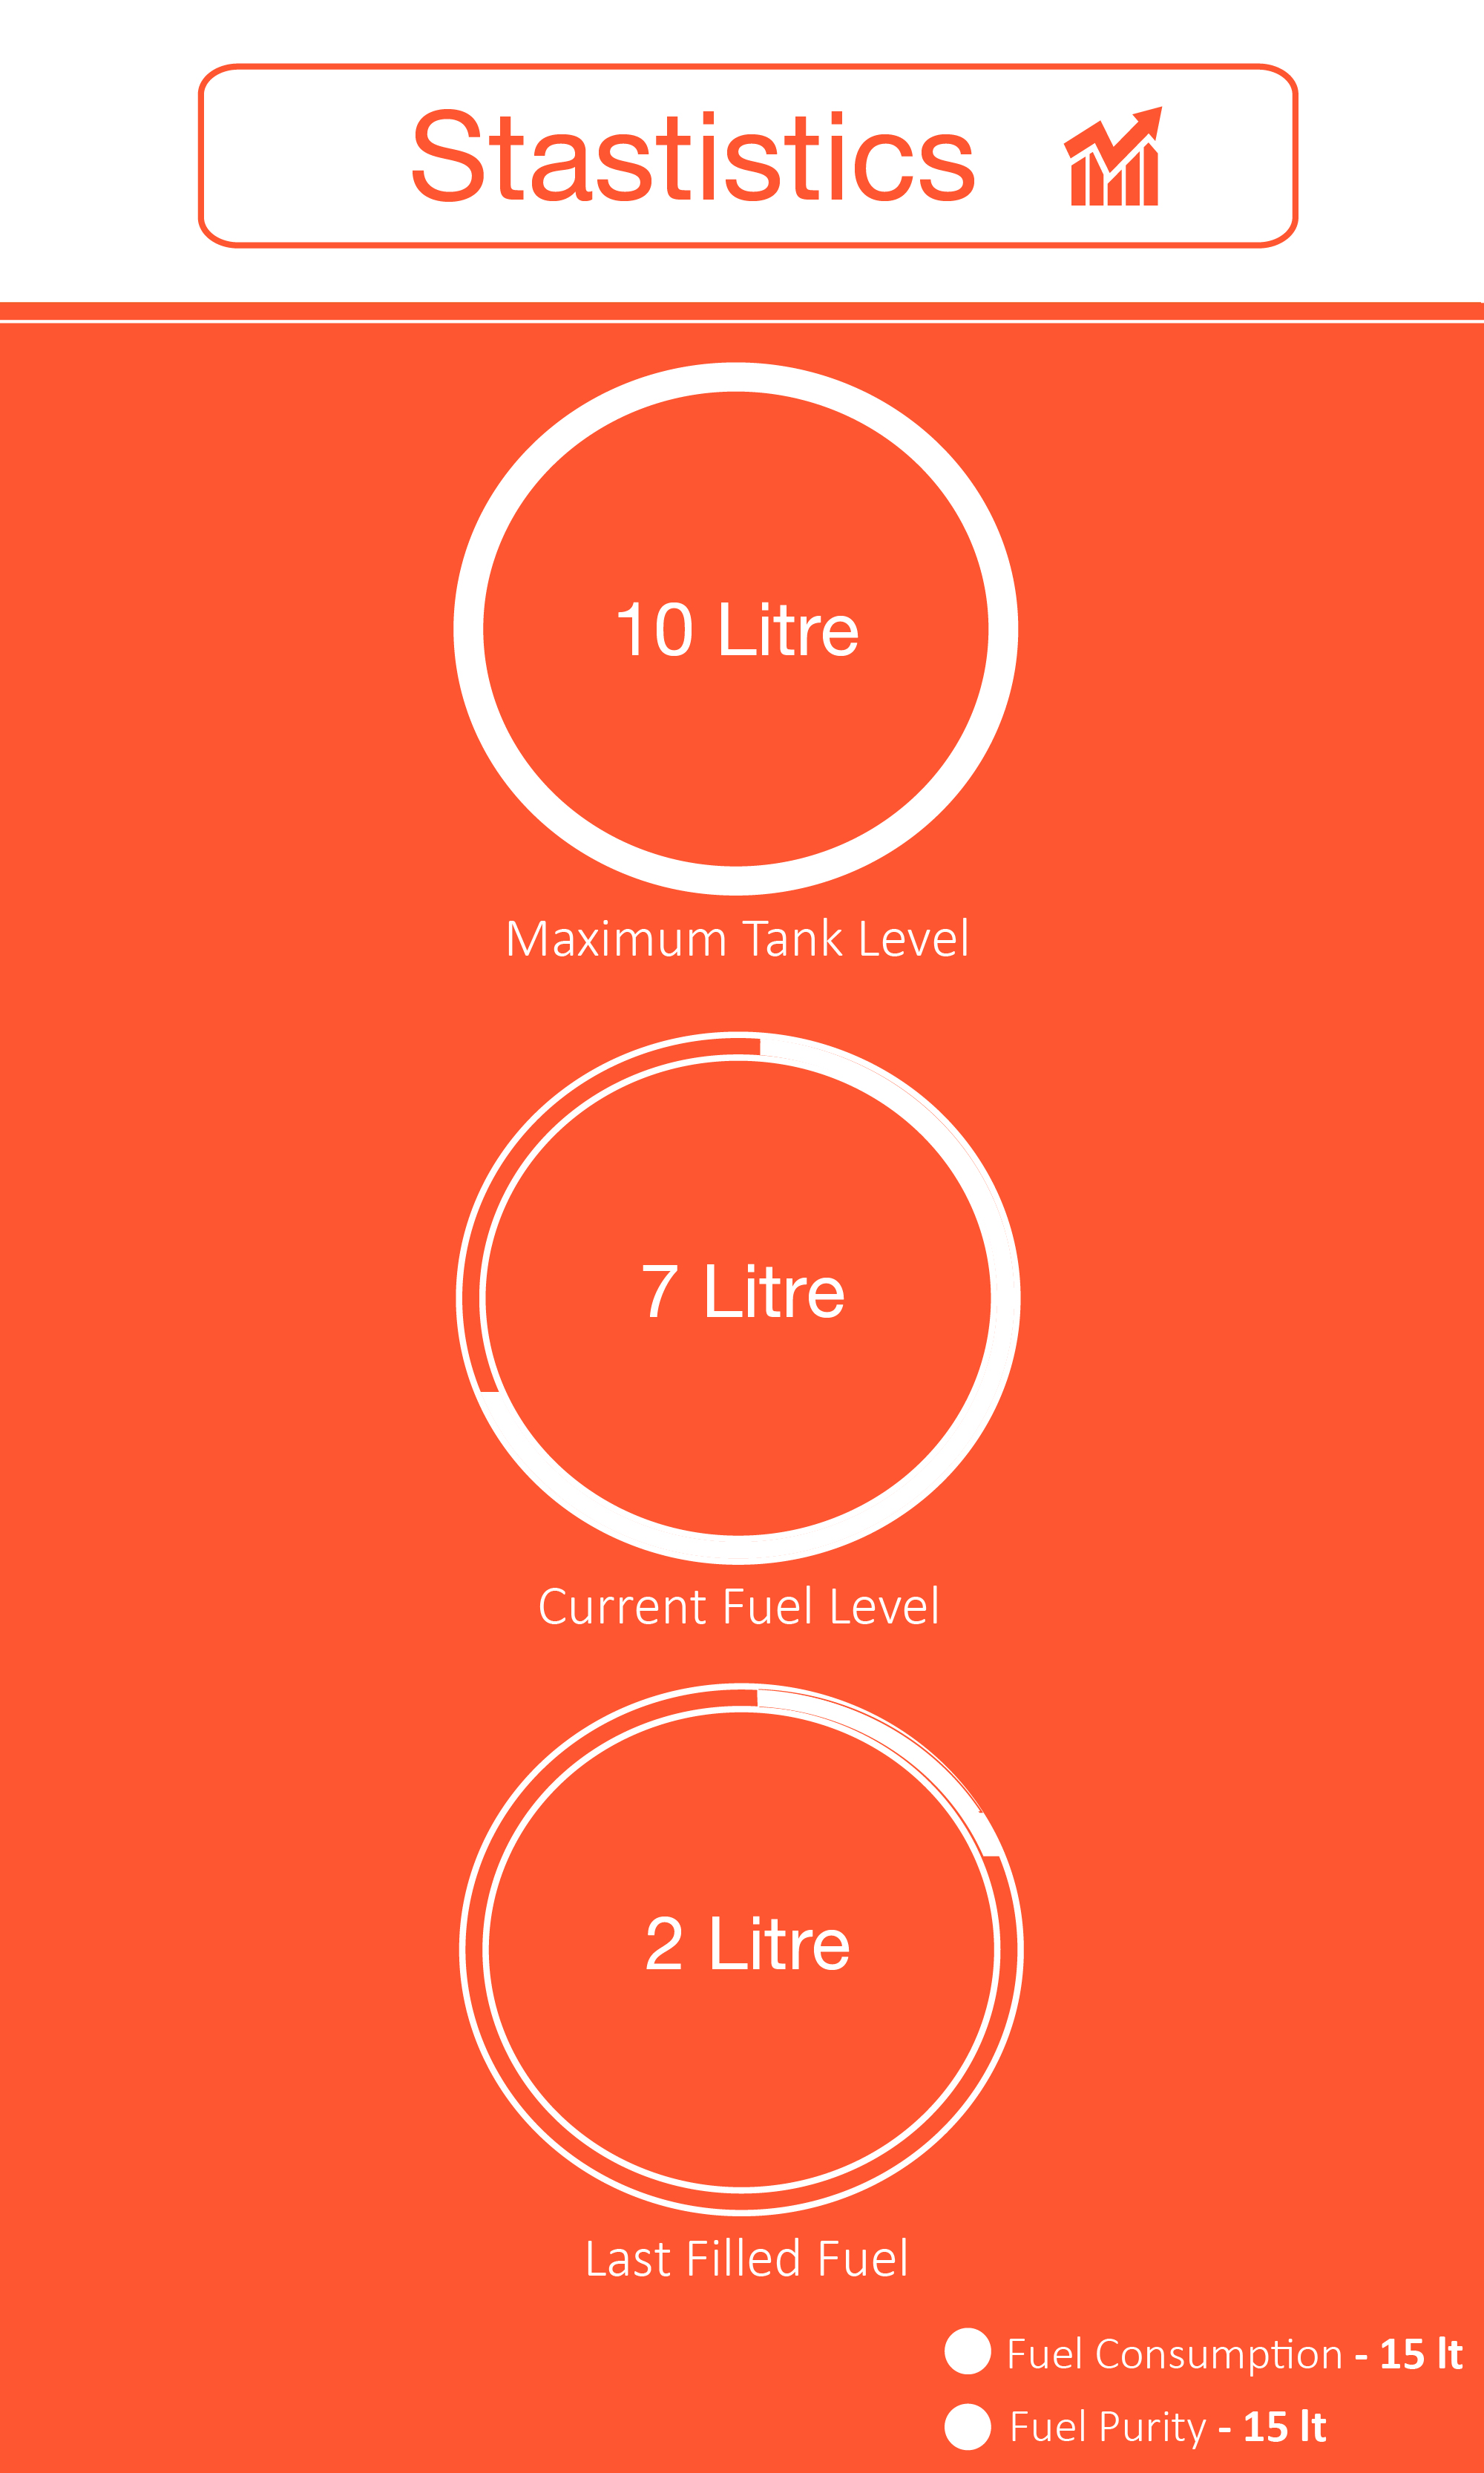 Stastistics
10 Litre
Maximum Tank Level
7 Litre
Current Fuel Level
2 Litre
Last Filled Fuel
Fuel Consumption - 15 lt
Fuel Purity - 15 lt